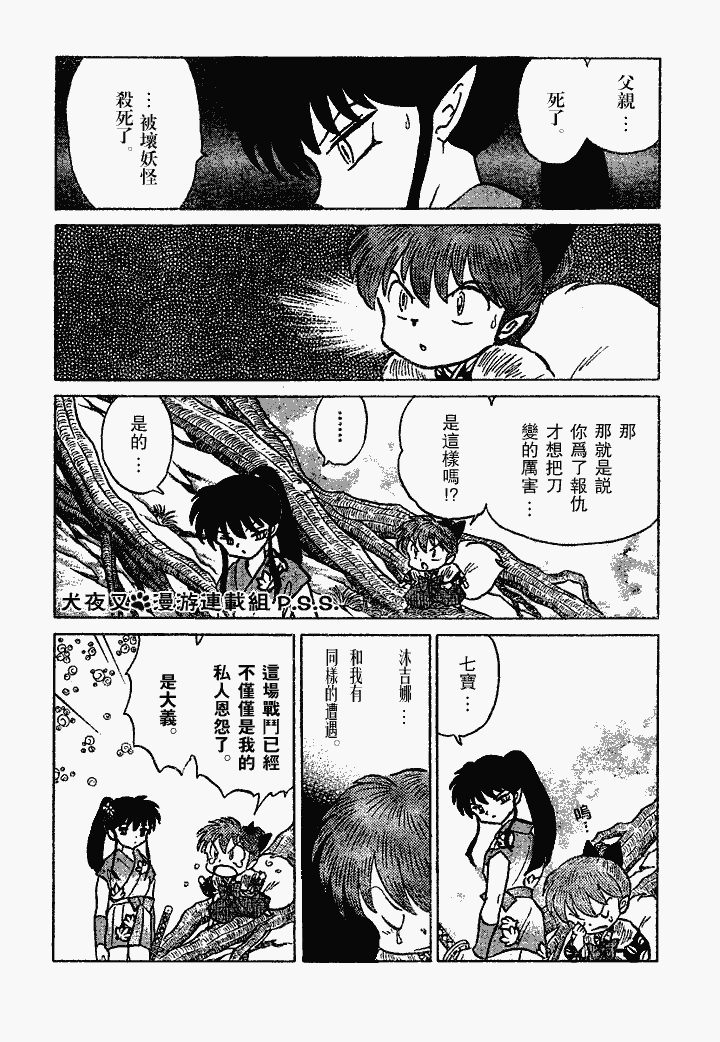 父親…
死了。
…被壞妖怪
殺死了。
那
那就是説
你爲了報仇
才想把刀
變的厲害…
是這樣嗎!?
……
是的…
犬夜叉 漫游連載組 P.S.S.
七寶…
嗚…
沐吉娜…
和我有
同樣的遭遇。
這場戰鬥已經
不僅僅是我的
私人恩怨了。
是大義。